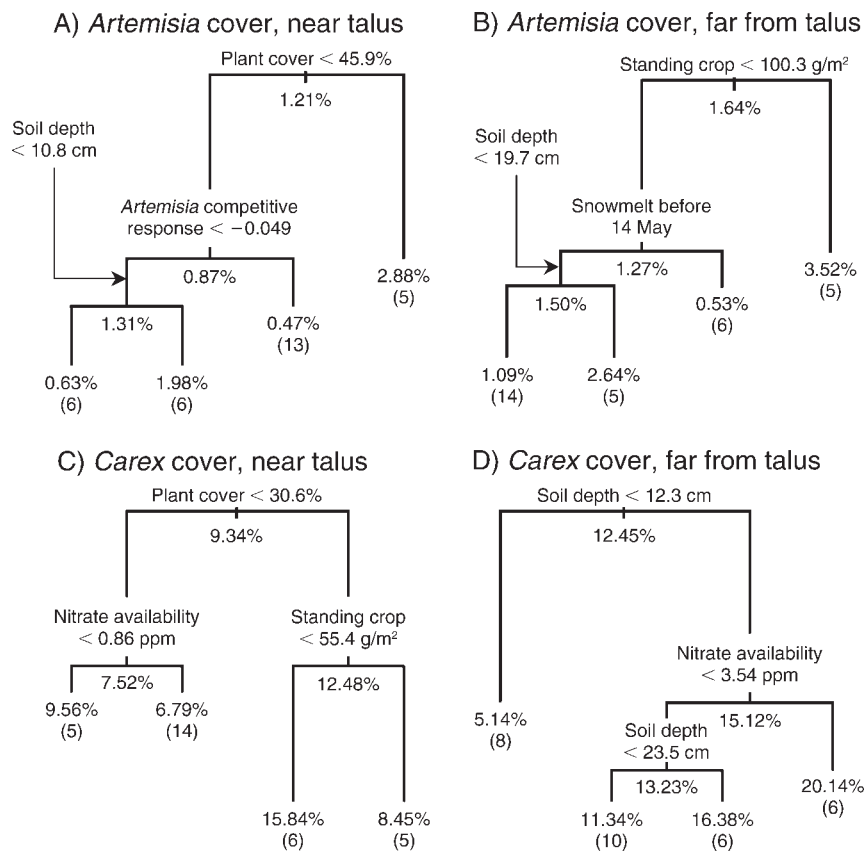 A) Artemisia cover, near talus
Plant cover < 45.9%
1.21%
Soil depth
< 10.8 cm
Artemisia competitive
response < −0.049
0.87%
2.88%
(5)
1.31%
0.47%
(13)
0.63%
(6)
1.98%
(6)
B) Artemisia cover, far from talus
Standing crop < 100.3 g/m²
1.64%
Soil depth
< 19.7 cm
Snowmelt before
14 May
1.27%
3.52%
(5)
1.50%
0.53%
(6)
1.09%
(14)
2.64%
(5)
C) Carex cover, near talus
Plant cover < 30.6%
9.34%
Nitrate availability
< 0.86 ppm
7.52%
9.56%
(5)
6.79%
(14)
Standing crop
< 55.4 g/m²
12.48%
15.84%
(6)
8.45%
(5)
D) Carex cover, far from talus
Soil depth < 12.3 cm
12.45%
Nitrate availability
< 3.54 ppm
5.14%
(8)
15.12%
Soil depth
< 23.5 cm
13.23%
20.14%
(6)
11.34%
(10)
16.38%
(6)